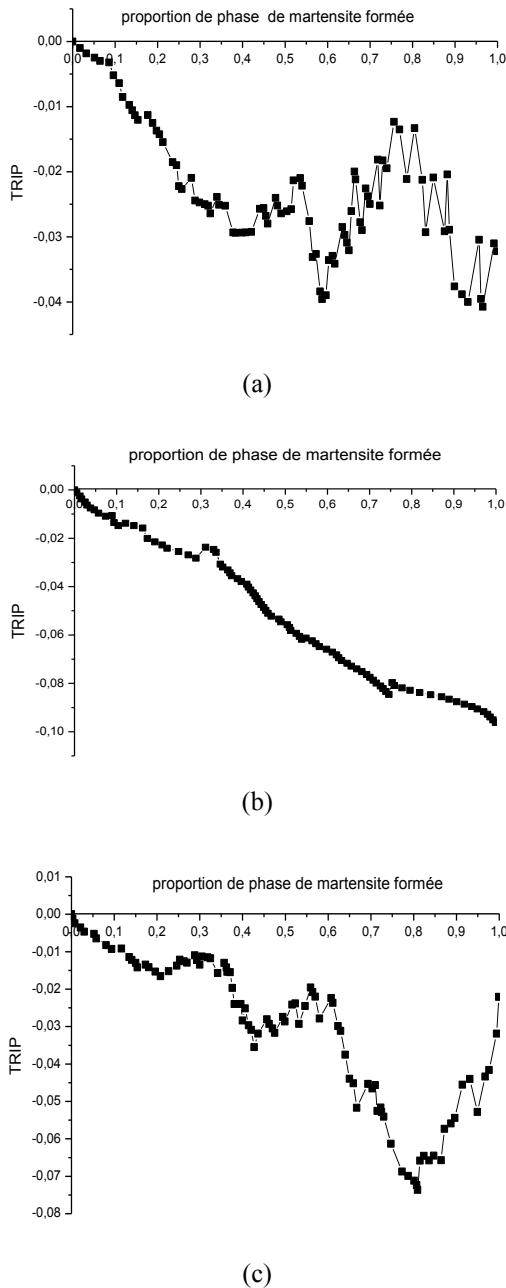 proportion de phase de martensite formée
0,00
0,0 0,1 0,2 0,3 0,4 0,5 0,6 0,7 0,8 0,9 1,0
-0,01
-0,02
-0,03
-0,04
TRIP
(a)
proportion de phase de martensite formée
0,00
0,0 0,1 0,2 0,3 0,4 0,5 0,6 0,7 0,8 0,9 1,0
-0,02
-0,04
-0,06
-0,08
-0,10
TRIP
(b)
0,01
proportion de phase de martensite formée
0,00
0,0 0,1 0,2 0,3 0,4 0,5 0,6 0,7 0,8 0,9 1,0
-0,01
-0,02
-0,03
-0,04
-0,05
-0,06
-0,07
-0,08
TRIP
(c)